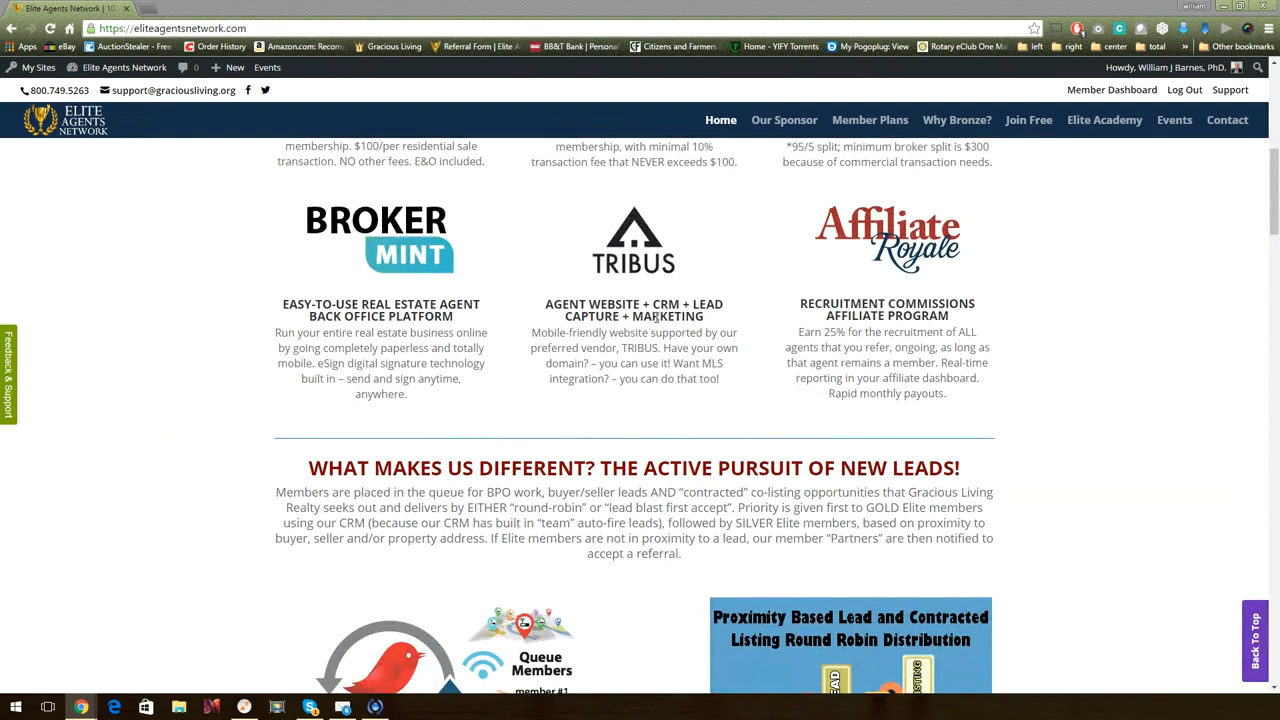 Elite Agents Network | 10
william
https://eliteagentsnetwork.com
Apps
eBay
AuctionStealer - Free
Order History
Amazon.com: Recom
Gracious Living
Referral Form | Elite A
BB&T Bank | Personal
Citizens and Farmers
Home - YIFY Torrents
My Pogoplug: View
Rotary eClub One M
left
right
center
total
»
Other bookmarks
My Sites
Elite Agents Network
0
+ New
Events
Howdy, William J Barnes, PhD.
800.749.5263
support@graciousliving.org
Member Dashboard
Log Out
Support
ELITE
AGENTS
NETWORK
Home
Our Sponsor
Member Plans
Why Bronze?
Join Free
Elite Academy
Events
Contact
membership. $100/per residential sale
transaction. NO other fees. E&O included.
membership, with minimal 10%
transaction fee that NEVER exceeds $100.
*95/5 split; minimum broker split is $300
because of commercial transaction needs.
BROKER
MINT
TRIBUS
Affiliate
Royale
EASY-TO-USE REAL ESTATE AGENT
BACK OFFICE PLATFORM
Run your entire real estate business online
by going completely paperless and totally
mobile. eSign digital signature technology
built in – send and sign anytime,
anywhere.
AGENT WEBSITE + CRM + LEAD
CAPTURE + MARKETING
Mobile-friendly website supported by our
preferred vendor, TRIBUS. Have your own
domain? – you can use it! Want MLS
integration? – you can do that too!
RECRUITMENT COMMISSIONS
AFFILIATE PROGRAM
Earn 25% for the recruitment of ALL
agents that you refer, ongoing, as long as
that agent remains a member. Real-time
reporting in your affiliate dashboard.
Rapid monthly payouts.
Feedback & Support
WHAT MAKES US DIFFERENT? THE ACTIVE PURSUIT OF NEW LEADS!
Members are placed in the queue for BPO work, buyer/seller leads AND “contracted” co-listing opportunities that Gracious Living
Realty seeks out and delivers by EITHER “round-robin” or “lead blast first accept”. Priority is given first to GOLD Elite members
using our CRM (because our CRM has built in “team” auto-fire leads), followed by SILVER Elite members, based on proximity to
buyer, seller and/or property address. If Elite members are not in proximity to a lead, our member “Partners” are then notified to
accept a referral.
Queue
Members
member #1
Proximity Based Lead and Contracted
Listing Round Robin Distribution
Back To Top